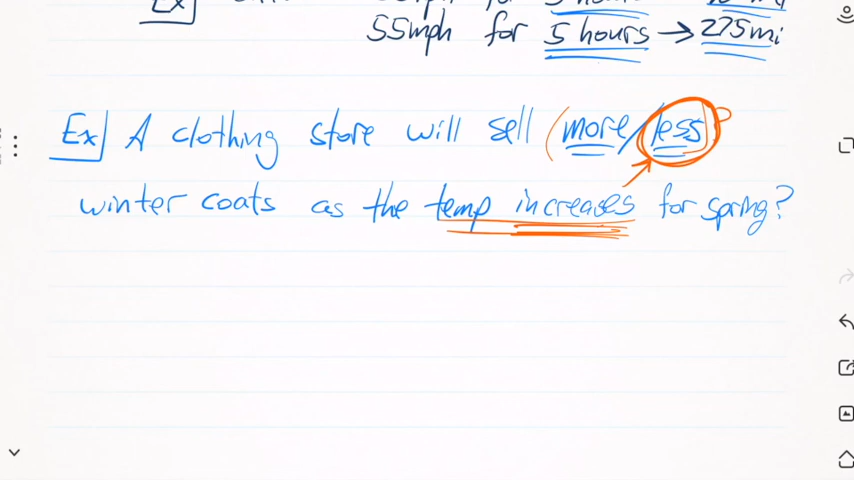 Ex
55mph for 5 hours → 275mi
Ex A clothing store will sell (more/less)?
winter coats as the temp increases for spring?